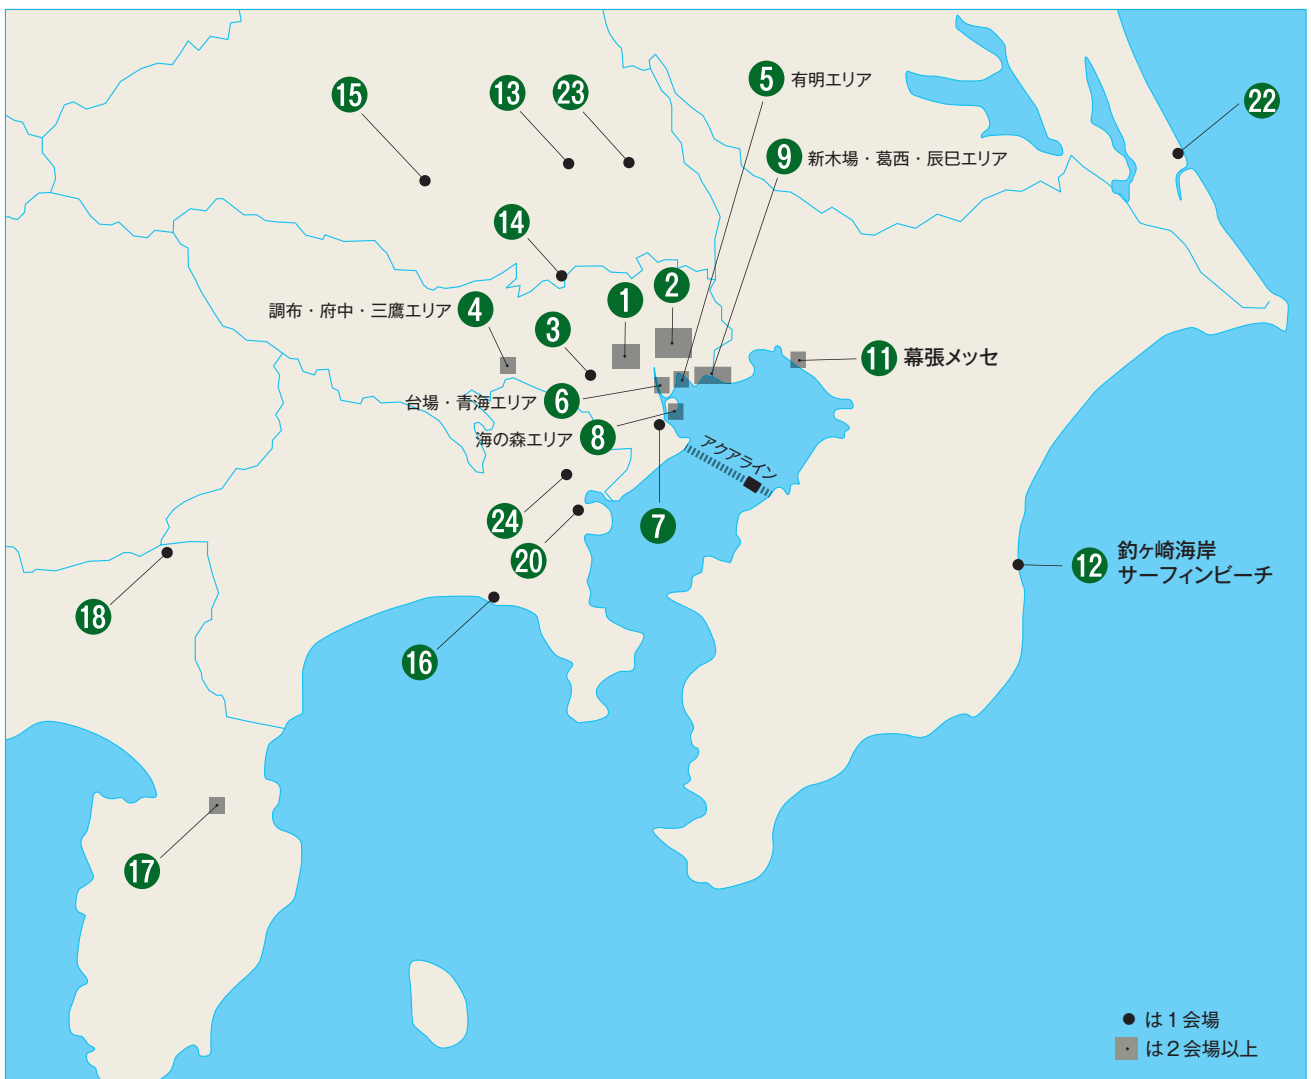 5 有明エリア
15
13
23
22
9 新木場・葛西・辰巳エリア
14
2
1
調布・府中・三鷹エリア 4
3
11 幕張メッセ
台場・青海エリア 6
海の森エリア 8
アクアライン
24
7
20
12 釣ヶ崎海岸
サーフィンビーチ
18
16
17
は1会場
は2会場以上